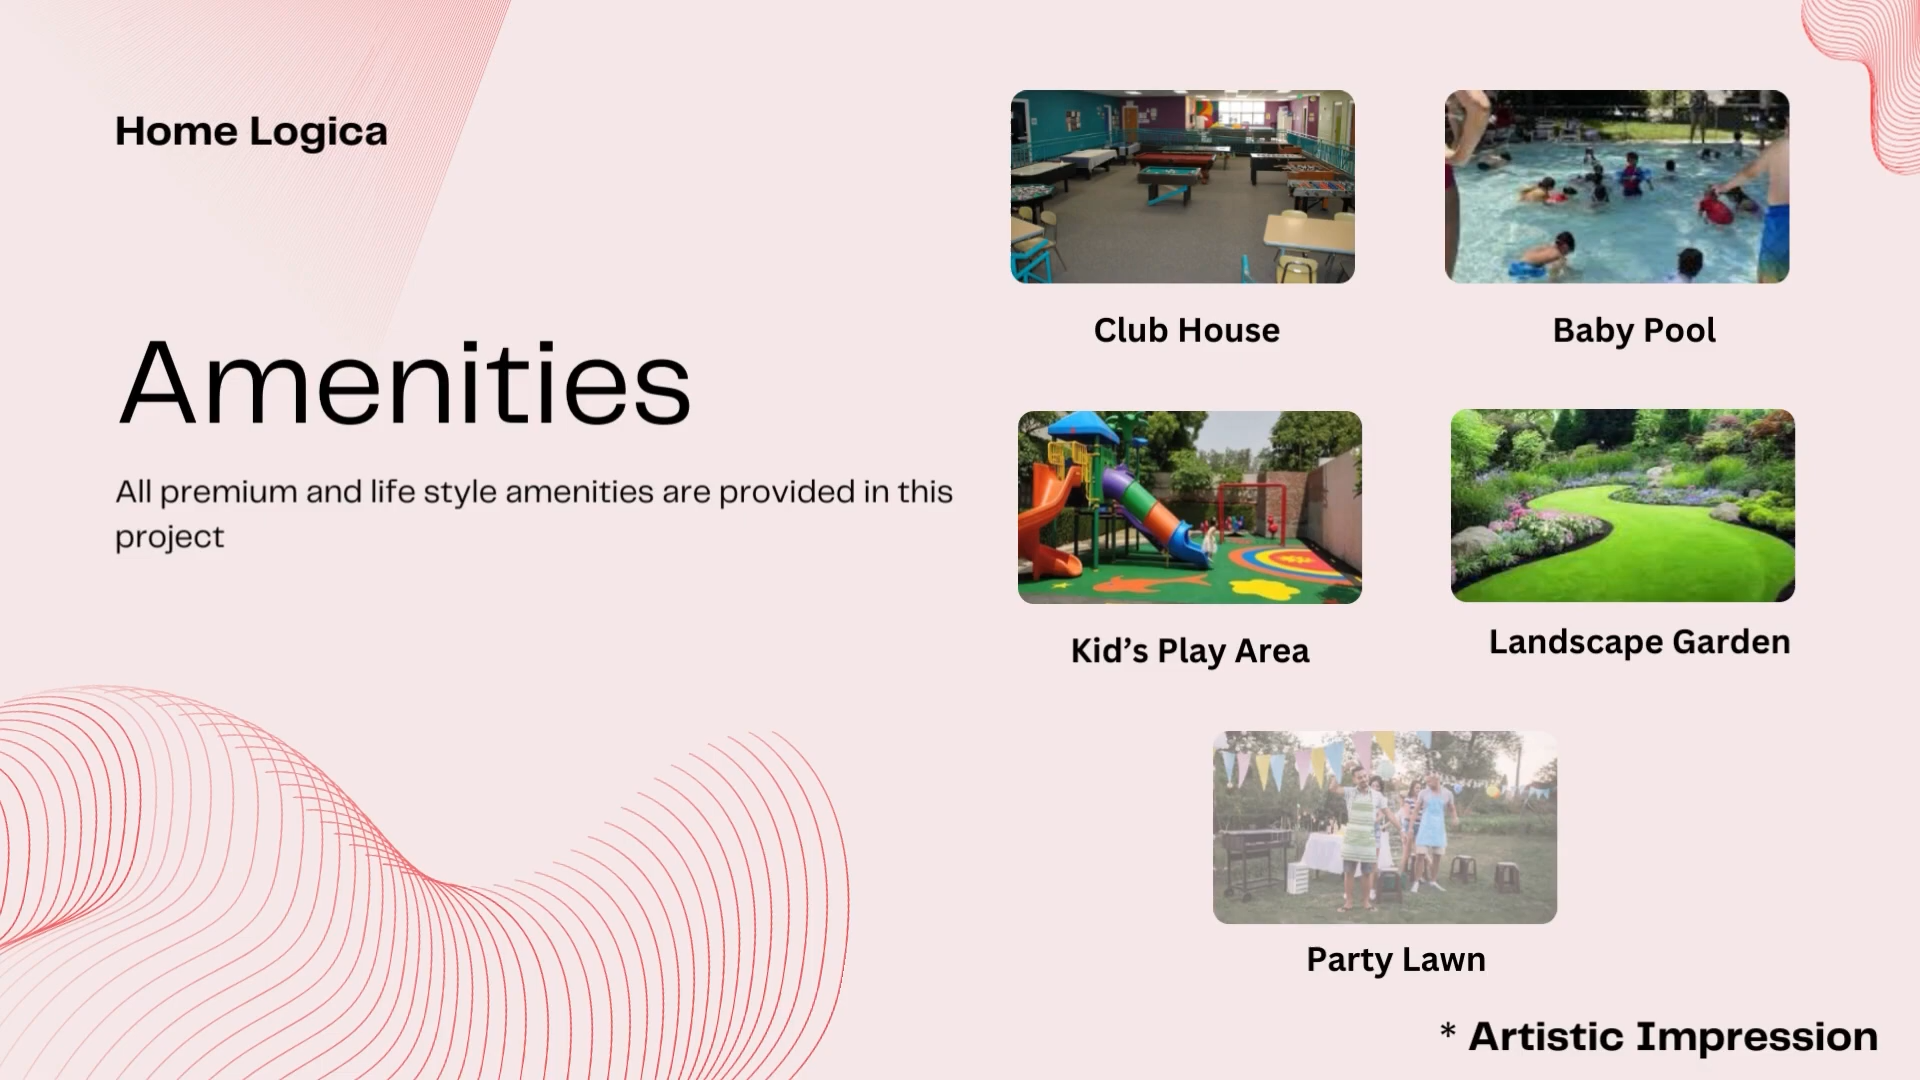 Home Logica
Amenities
All premium and life style amenities are provided in this
project
Club House
Baby Pool
Kid’s Play Area
Landscape Garden
Party Lawn
* Artistic Impression